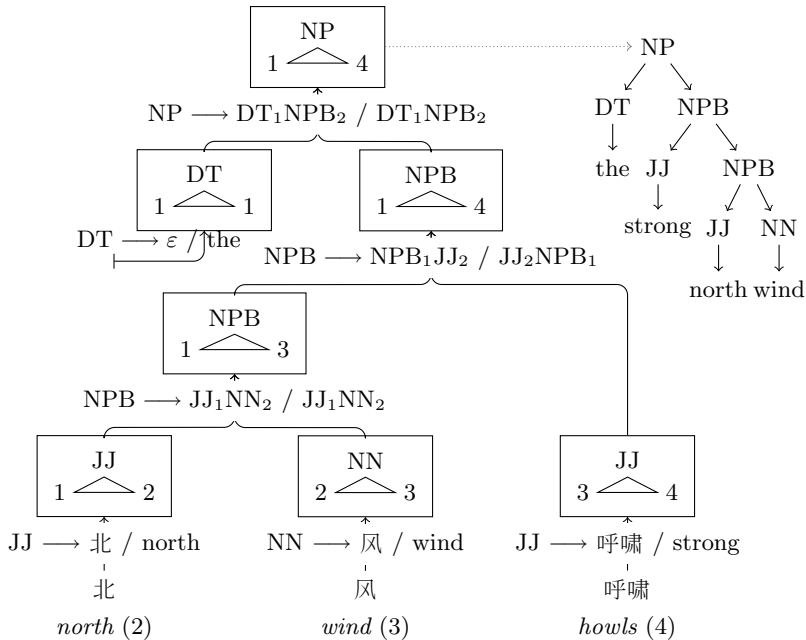 NP
1 4
NP
NP ⟶ DT₁NPB₂ / DT₁NPB₂
DT NPB
DT NPB
1 1 1 4
the JJ NPB
DT ⟶ ε / the
strong JJ NN
NPB ⟶ NPB₁JJ₂ / JJ₂NPB₁
north wind
NPB
1 3
NPB ⟶ JJ₁NN₂ / JJ₁NN₂
JJ NN JJ
1 2 2 3 3 4
JJ ⟶ 北 / north NN ⟶ 风 / wind JJ ⟶ 呼啸 / strong
北 风 呼啸
north (2) wind (3) howls (4)